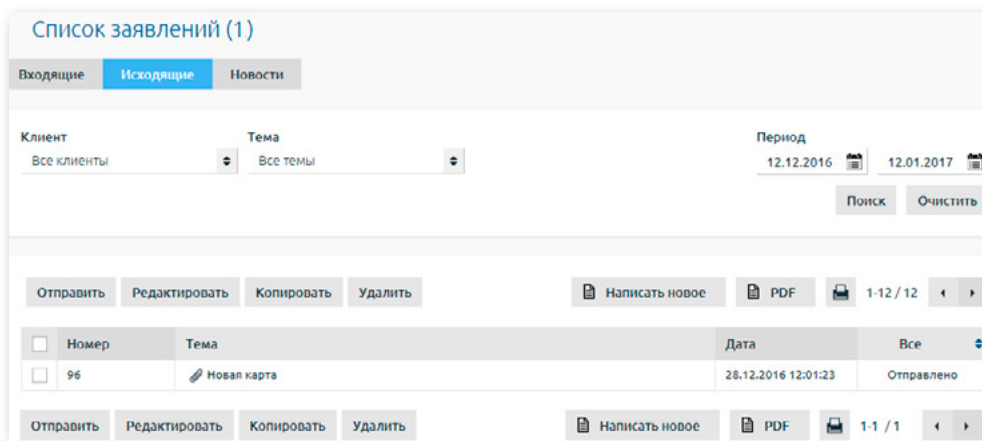 Список заявлений (1)
Входящие Исходящие Новости
Клиент Тема Период
Все клиенты Все темы 12.12.2016 12.01.2017
Поиск Очистить
Отправить Редактировать Копировать Удалить Написать новое PDF 1-12 / 12
Номер Тема Дата Все
96 Новая карта 28.12.2016 12:01:23 Отправлено
Отправить Редактировать Копировать Удалить Написать новое PDF 1-1 / 1